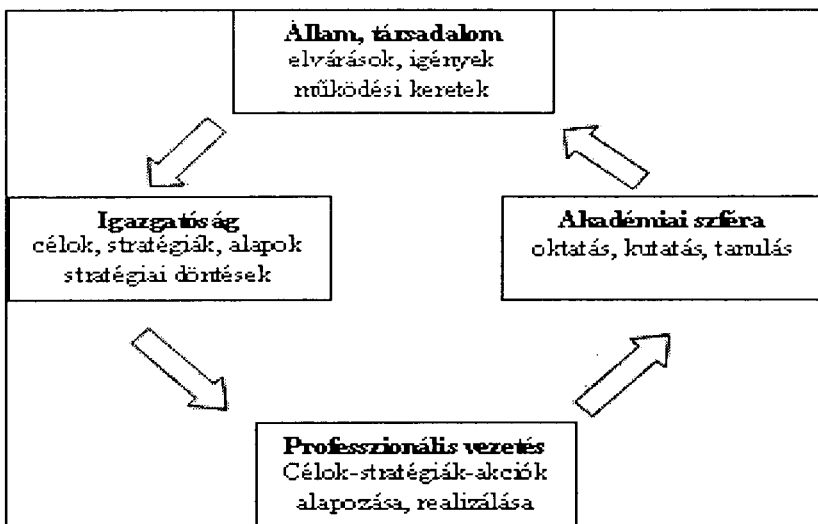 Állam, társadalom
elvárások, igények
működési keretek
Igazgatóság
célok, stratégiák, alapok
stratégiai döntések
Akadémiai szféra
oktatás, kutatás, tanulás
Professzionális vezetés
Célok-stratégiák-akciók
alapozása, realizálása